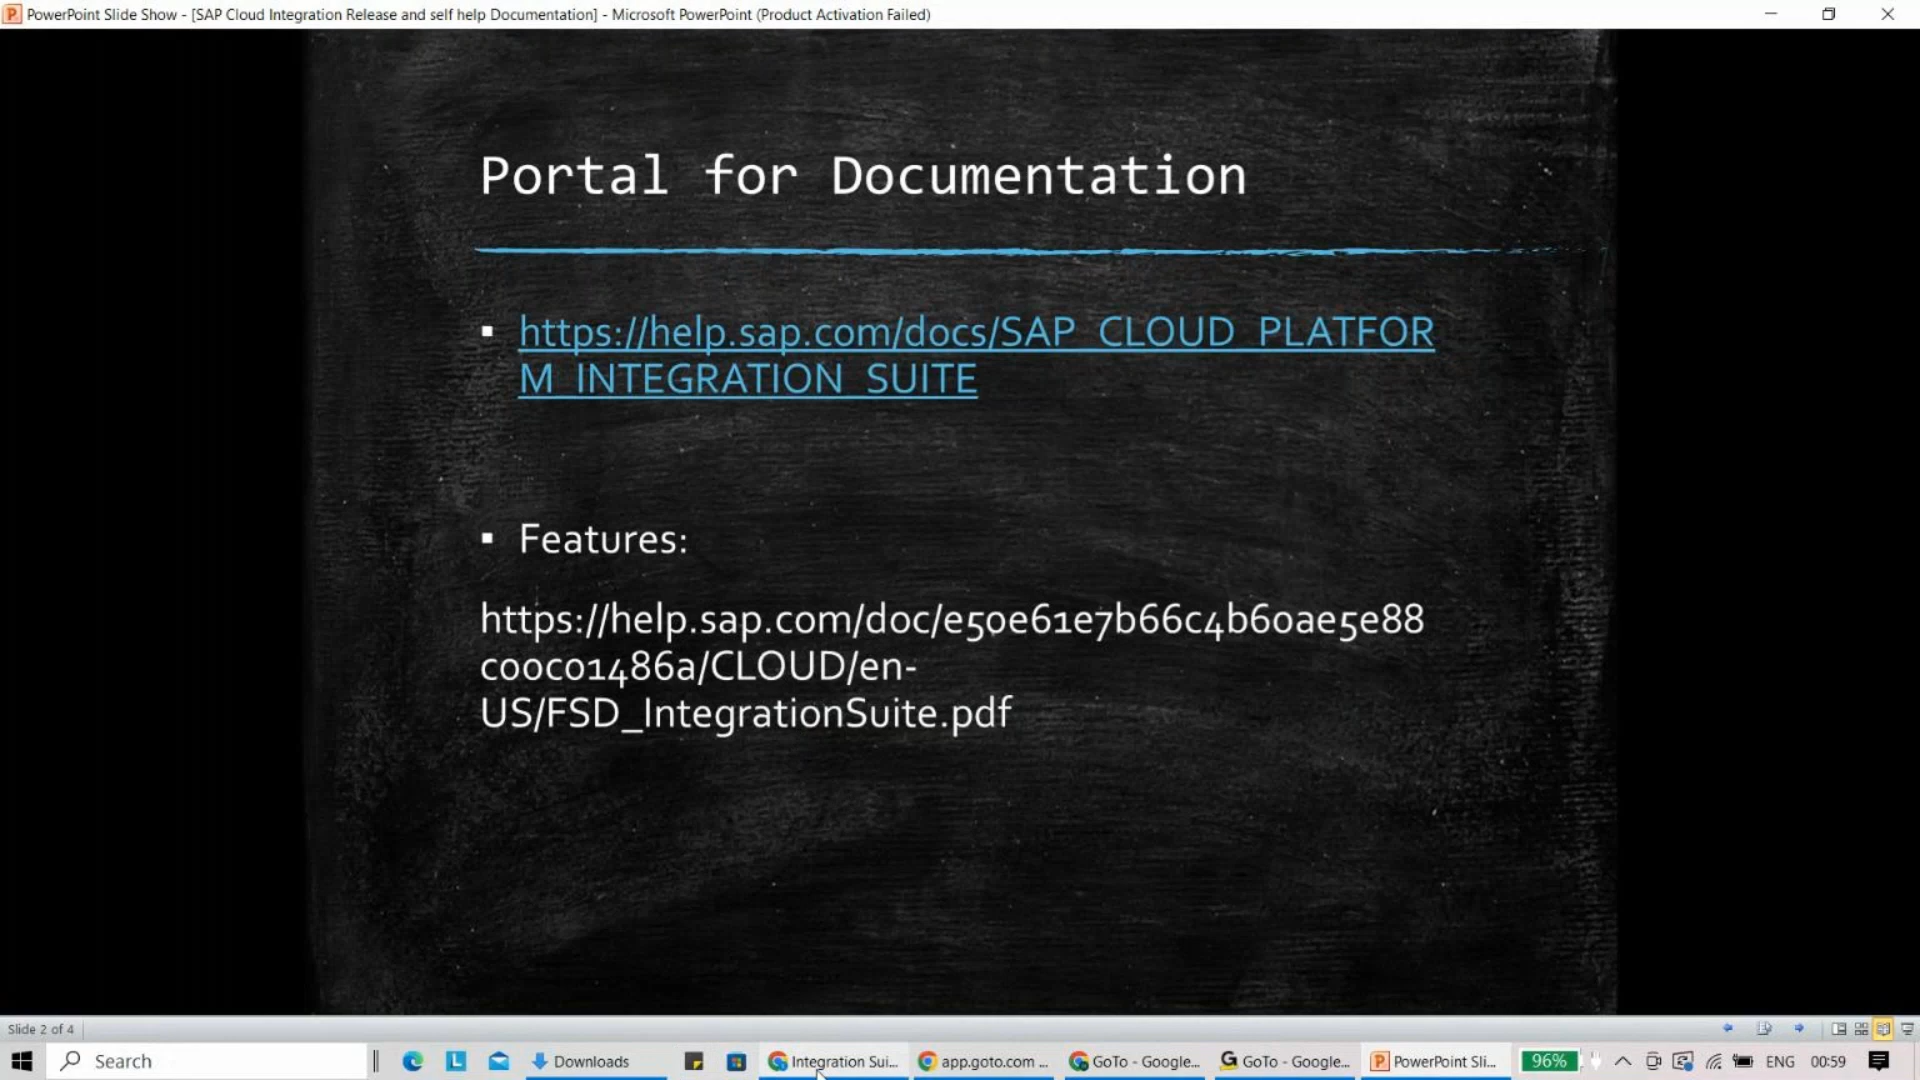 PowerPoint Slide Show - [SAP Cloud Integration Release and self help Documentation] - Microsoft PowerPoint (Product Activation Failed)
Portal for Documentation
▪ https://help.sap.com/docs/SAP_CLOUD_PLATFOR
M_INTEGRATION_SUITE
▪ Features:
https://help.sap.com/doc/e50e61e7b66c4b60ae5e88
c00c01486a/CLOUD/en-
US/FSD_IntegrationSuite.pdf
Slide 2 of 4
Search
Downloads
Integration Sui...
app.goto.com ...
GoTo - Google...
GoTo - Google...
PowerPoint Sli...
96%
ENG
00:59